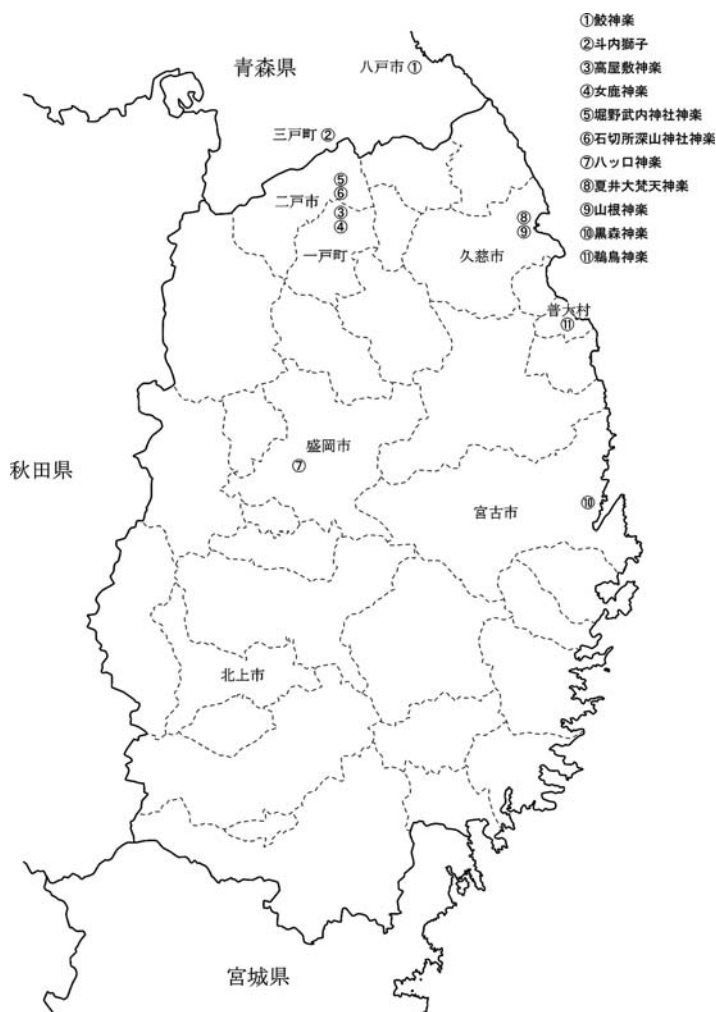 ①鮫神楽
②斗内獅子
③高屋敷神楽
④女鹿神楽
⑤堀野武内神社神楽
⑥石切所深山神社神楽
⑦八ッ口神楽
⑧夏井大梵天神楽
⑨山根神楽
⑩黒森神楽
⑪鵜鳥神楽
青森県
八戸市 ①
三戸町 ②
⑤
二戸市 ⑥
③
④
一戸町
⑧
⑨
久慈市
普大村
⑪
盛岡市
⑦
秋田県
⑩
宮古市
北上市
宮城県